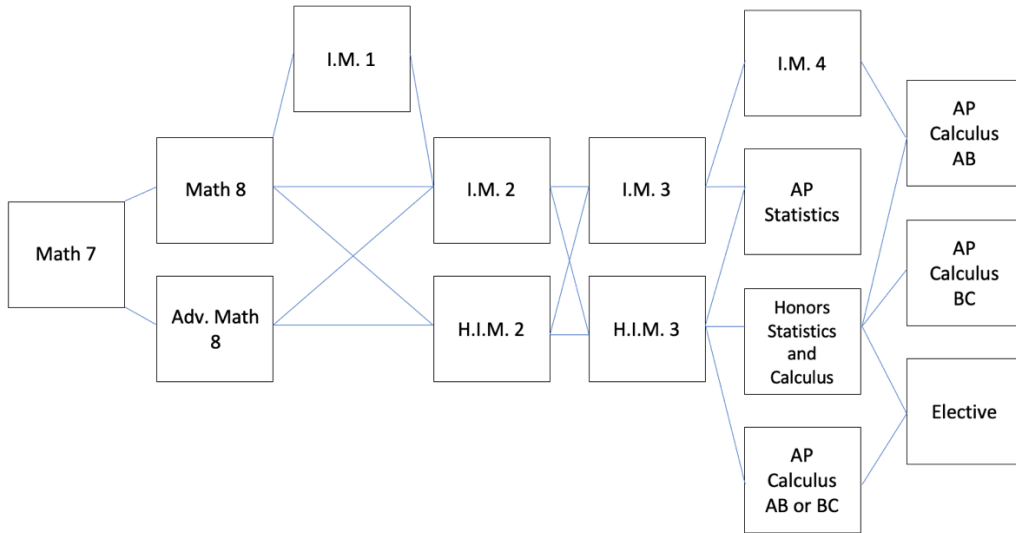 Math 7
Math 8
Adv. Math
8
I.M. 1
I.M. 2
H.I.M. 2
I.M. 3
H.I.M. 3
I.M. 4
AP
Statistics
Honors
Statistics
and
Calculus
AP
Calculus
AB or BC
AP
Calculus
AB
AP
Calculus
BC
Elective